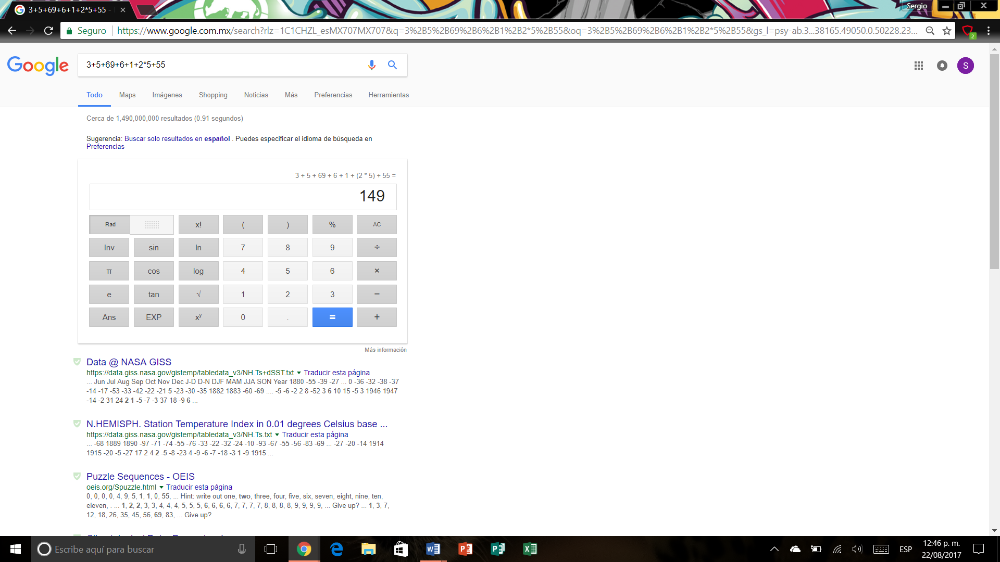 3+5+69+6+1+2*5+55 -
Sergio
Seguro
https://www.google.com.mx/search?rlz=1C1CHZL_esMX707MX707&q=3%2B5%2B69%2B6%2B1%2B2*5%2B55&oq=3%2B5%2B69%2B6%2B1%2B2*5%2B55&gs_l=psy-ab.3...38165.49050.0.50228.23...
2
Google
3+5+69+6+1+2*5+55
S
Todo Maps Imágenes Shopping Noticias Más Preferencias Herramientas
Cerca de 1,490,000,000 resultados (0.91 segundos)
Sugerencia: Buscar solo resultados en español . Puedes especificar el idioma de búsqueda en
Preferencias
3 + 5 + 69 + 6 + 1 + (2 * 5) + 55 =
149
Rad x! ( ) % AC
Inv sin ln 7 8 9 ÷
π cos log 4 5 6 ×
e tan √ 1 2 3 −
Ans EXP xʸ 0 . = +
Más información
Data @ NASA GISS
https://data.giss.nasa.gov/gistemp/tabledata_v3/NH.Ts+dSST.txt Traducir esta página
... Jun Jul Aug Sep Oct Nov Dec J-D D-N DJF MAM JJA SON Year 1880 -55 -39 -27 ... 0 -36 -32 -38 -37
-14 -17 -53 -33 -42 -22 -21 5 -23 -30 -35 1882 1883 -60 -69 .... -5 -6 -2 2 8 -52 3 6 10 15 -5 3 1946 1947
-14 -2 31 24 2 1 -5 -7 -3 37 18 -9 6 ...
N.HEMISPH. Station Temperature Index in 0.01 degrees Celsius base ...
https://data.giss.nasa.gov/gistemp/tabledata_v3/NH.Ts.txt Traducir esta página
... -68 1889 1890 -97 -71 -74 -55 -76 -33 -22 -32 -24 -10 -93 -67 -55 -56 -83 -69 ... -27 -20 -14 1914
1915 -20 -5 -27 17 2 4 2 -5 -8 -23 4 -9 -6 -7 -18 -3 1 -9 1915 ...
Puzzle Sequences - OEIS
oeis.org/Spuzzle.html Traducir esta página
0, 0, 0, 0, 4, 9, 5, 1, 1, 0, 55, ... Hint: write out one, two, three, four, five, six, seven, eight, nine, ten,
eleven, . ... 1, 2, 2, 3, 3, 4, 4, 4, 5, 5, 5, 6, 6, 6, 6, 7, 7, 7, 7, 8, 8, 8, 8, 9, 9, 9, 9, ... Give up? ... 1, 3, 7,
12, 18, 26, 35, 45, 56, 69, 83, ... Give up?
Escribe aquí para buscar
ESP
12:46 p. m.
22/08/2017